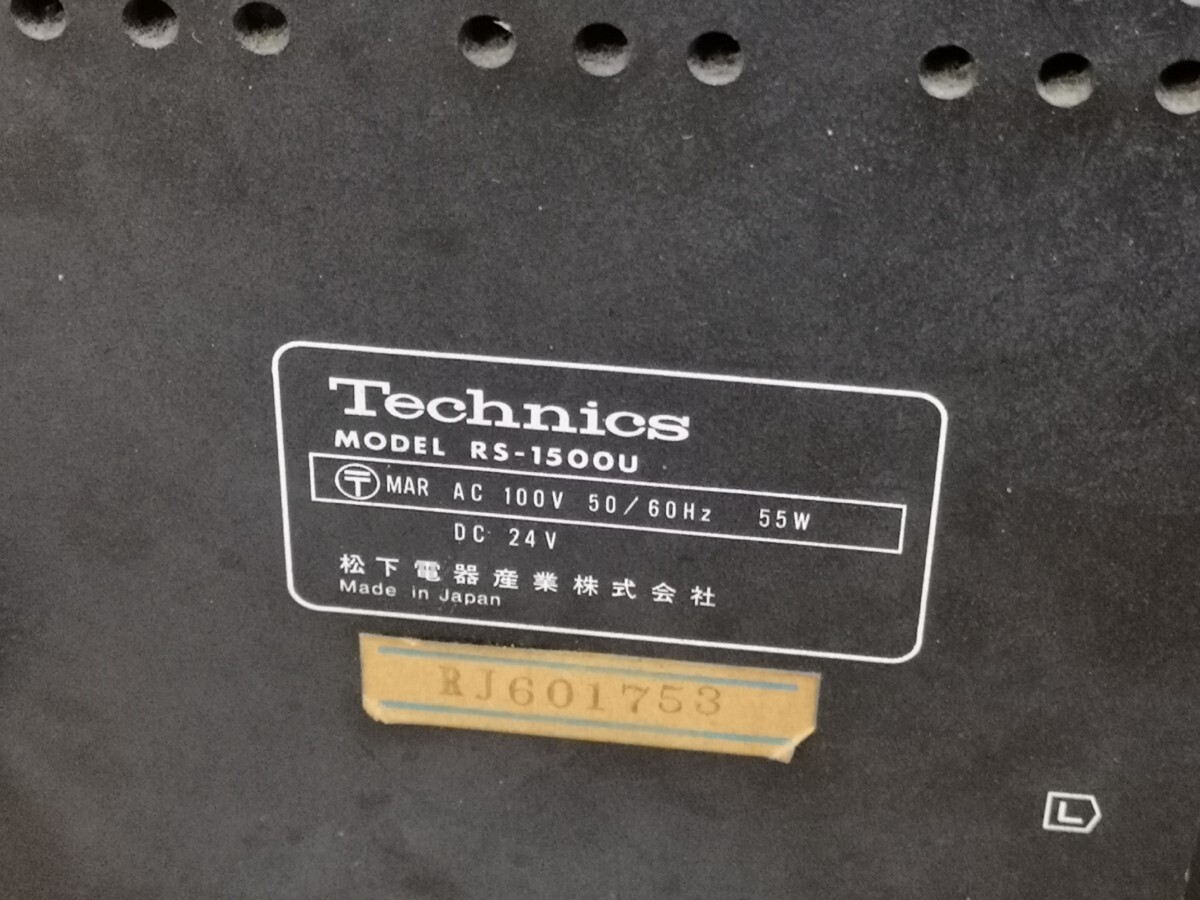 Technics
MODEL RS-1500U
〒 MAR AC 100V 50/60Hz 55W
DC 24V
松下電器産業株式会社
Made in Japan
RJ601753
L